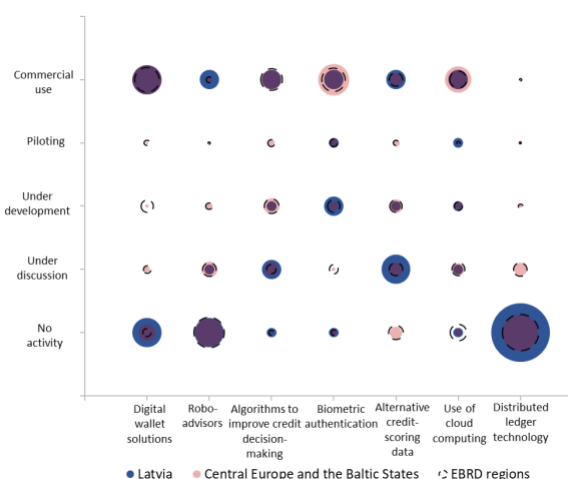 Commercial
use
Piloting
Under
development
Under
discussion
No
activity
Digital
wallet
solutions
Robo-
advisors
Algorithms to
improve credit
decision-
making
Biometric
authentication
Alternative
credit-
scoring
data
Use of
cloud
computing
Distributed
ledger
technology
Latvia
Central Europe and the Baltic States
EBRD regions